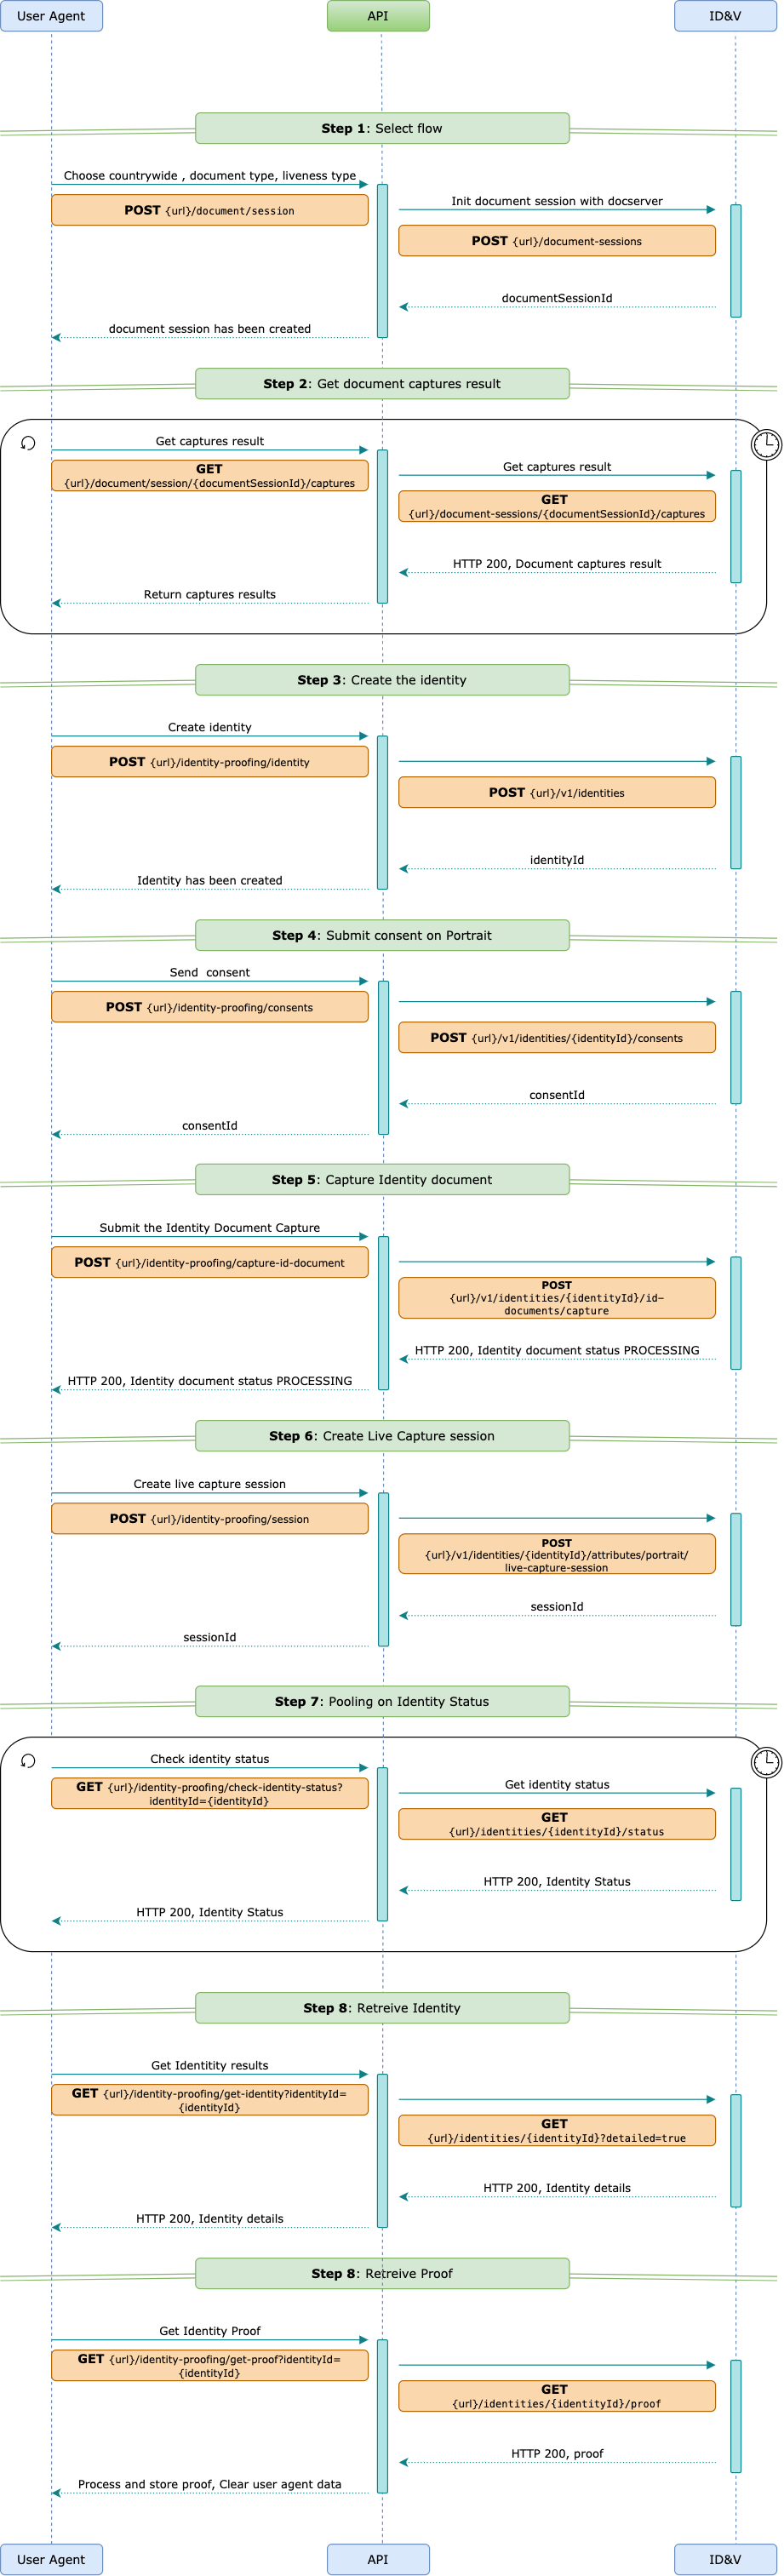 User Agent
API
ID&V
Step 1: Select flow
Choose countrywide , document type, liveness type
POST {url}/document/session
Init document session with docserver
POST {url}/document-sessions
documentSessionId
document session has been created
Step 2: Get document captures result
Get captures result
GET
{url}/document/session/{documentSessionId}/captures
Get captures result
GET
{url}/document-sessions/{documentSessionId}/captures
HTTP 200, Document captures result
Return captures results
Step 3: Create the identity
Create identity
POST {url}/identity-proofing/identity
POST {url}/v1/identities
identityId
Identity has been created
Step 4: Submit consent on Portrait
Send  consent
POST {url}/identity-proofing/consents
POST {url}/v1/identities/{identityId}/consents
consentId
consentId
Step 5: Capture Identity document
Submit the Identity Document Capture
POST {url}/identity-proofing/capture-id-document
POST
{url}/v1/identities/{identityId}/id-
documents/capture
HTTP 200, Identity document status PROCESSING
HTTP 200, Identity document status PROCESSING
Step 6: Create Live Capture session
Create live capture session
POST {url}/identity-proofing/session
POST
{url}/v1/identities/{identityId}/attributes/portrait/
live-capture-session
sessionId
sessionId
Step 7: Pooling on Identity Status
Check identity status
GET {url}/identity-proofing/check-identity-status?
identityId={identityId}
Get identity status
GET
{url}/identities/{identityId}/status
HTTP 200, Identity Status
HTTP 200, Identity Status
Step 8: Retreive Identity
Get Identitity results
GET {url}/identity-proofing/get-identity?identityId=
{identityId}
GET
{url}/identities/{identityId}?detailed=true
HTTP 200, Identity details
HTTP 200, Identity details
Step 8: Retreive Proof
Get Identity Proof
GET {url}/identity-proofing/get-proof?identityId=
{identityId}
GET
{url}/identities/{identityId}/proof
HTTP 200, proof
Process and store proof, Clear user agent data
User Agent
API
ID&V